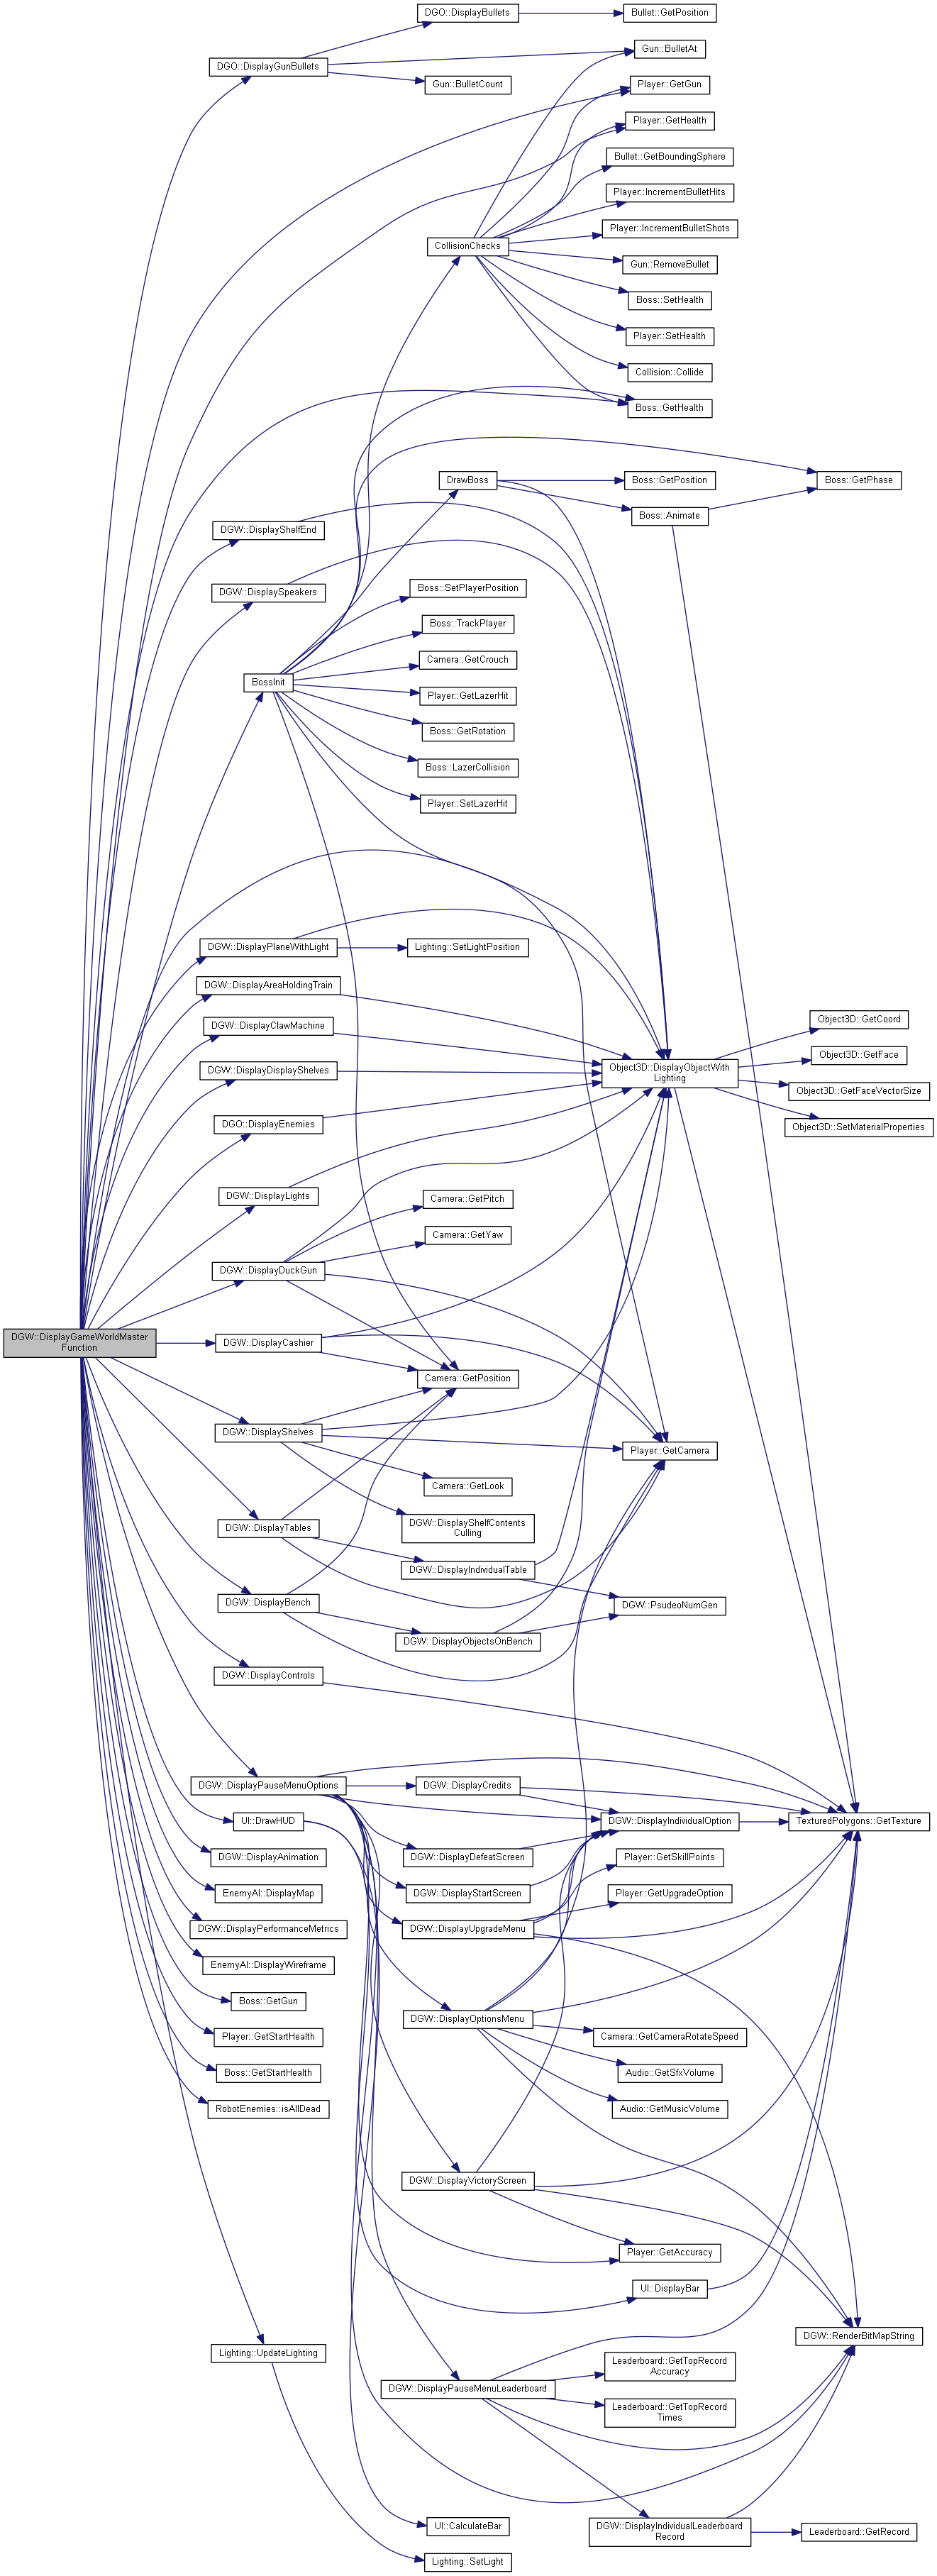 DGO::DisplayBullets
Bullet::GetPosition
Gun::BulletAt
DGO::DisplayGunBullets
Gun::BulletCount
Player::GetGun
Player::GetHealth
Bullet::GetBoundingSphere
Player::IncrementBulletHits
Player::IncrementBulletShots
CollisionChecks
Gun::RemoveBullet
Boss::SetHealth
Player::SetHealth
Collision::Collide
Boss::GetHealth
DrawBoss
Boss::GetPosition
Boss::GetPhase
Boss::Animate
DGW::DisplayShelfEnd
DGW::DisplaySpeakers
Boss::SetPlayerPosition
Boss::TrackPlayer
Camera::GetCrouch
BossInit
Player::GetLazerHit
Boss::GetRotation
Boss::LazerCollision
Player::SetLazerHit
DGW::DisplayPlaneWithLight
Lighting::SetLightPosition
DGW::DisplayAreaHoldingTrain
DGW::DisplayClawMachine
Object3D::GetCoord
Object3D::GetFace
DGW::DisplayDisplayShelves
Object3D::DisplayObjectWith
Lighting
Object3D::GetFaceVectorSize
DGO::DisplayEnemies
Object3D::SetMaterialProperties
DGW::DisplayLights
Camera::GetPitch
Camera::GetYaw
DGW::DisplayDuckGun
DGW::DisplayGameWorldMaster
Function
DGW::DisplayCashier
Camera::GetPosition
DGW::DisplayShelves
Player::GetCamera
Camera::GetLook
DGW::DisplayShelfContents
Culling
DGW::DisplayTables
DGW::DisplayIndividualTable
DGW::DisplayBench
DGW::PsudeoNumGen
DGW::DisplayObjectsOnBench
DGW::DisplayControls
DGW::DisplayPauseMenuOptions
DGW::DisplayCredits
UI::DrawHUD
DGW::DisplayIndividualOption
TexturedPolygons::GetTexture
DGW::DisplayAnimation
DGW::DisplayDefeatScreen
Player::GetSkillPoints
EnemyAI::DisplayMap
DGW::DisplayStartScreen
Player::GetUpgradeOption
DGW::DisplayPerformanceMetrics
DGW::DisplayUpgradeMenu
EnemyAI::DisplayWireframe
Boss::GetGun
DGW::DisplayOptionsMenu
Player::GetStartHealth
Camera::GetCameraRotateSpeed
Boss::GetStartHealth
Audio::GetSfxVolume
RobotEnemies::isAllDead
Audio::GetMusicVolume
DGW::DisplayVictoryScreen
Player::GetAccuracy
UI::DisplayBar
DGW::RenderBitMapString
Lighting::UpdateLighting
Leaderboard::GetTopRecord
Accuracy
DGW::DisplayPauseMenuLeaderboard
Leaderboard::GetTopRecord
Times
UI::CalculateBar
DGW::DisplayIndividualLeaderboard
Record
Leaderboard::GetRecord
Lighting::SetLight